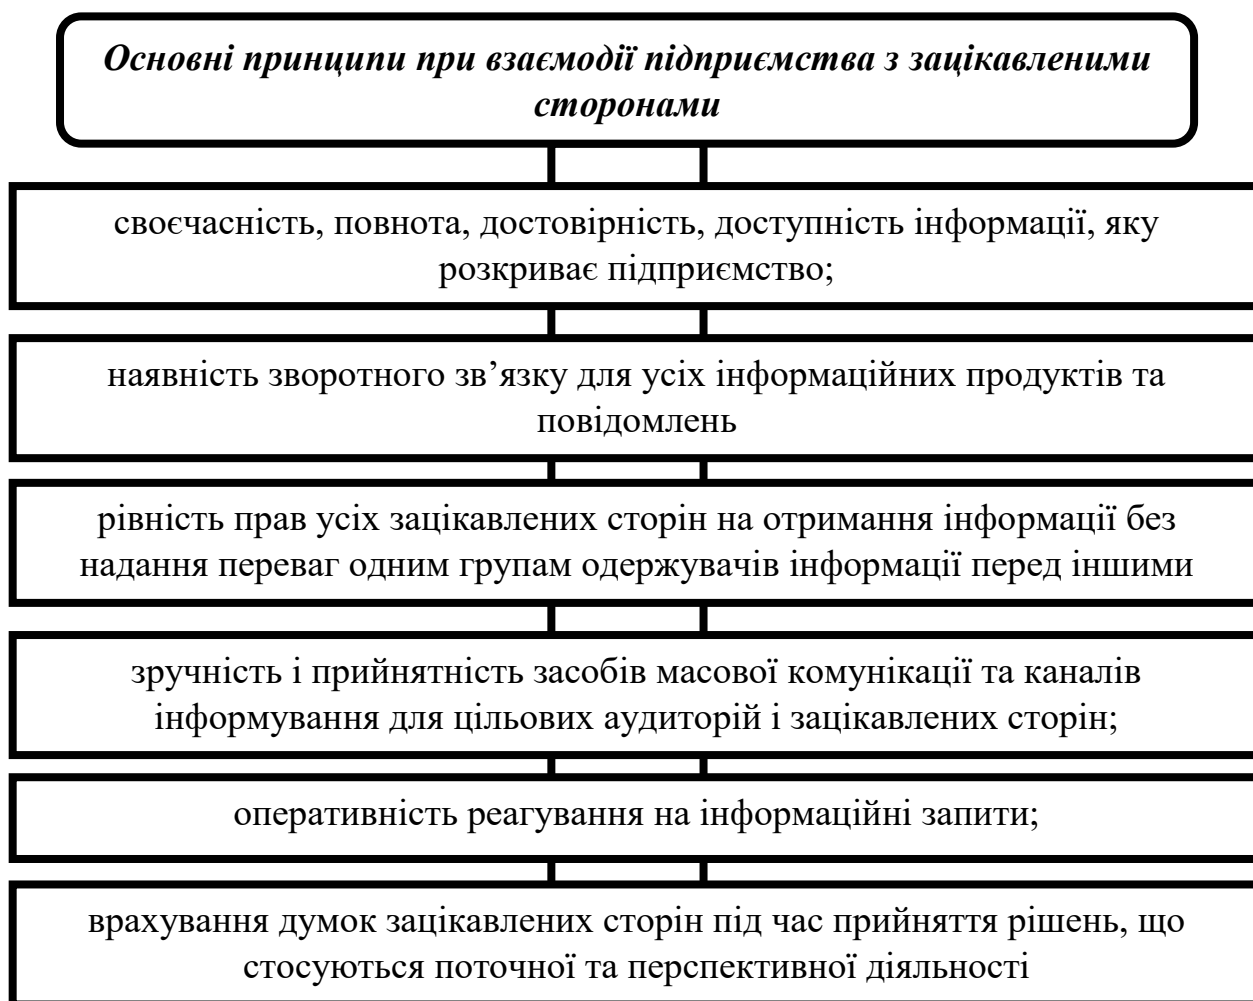 Основні принципи при взаємодії підприємства з зацікавленими
сторонами
своєчасність, повнота, достовірність, доступність інформації, яку
розкриває підприємство;
наявність зворотного зв’язку для усіх інформаційних продуктів та
повідомлень
рівність прав усіх зацікавлених сторін на отримання інформації без
надання переваг одним групам одержувачів інформації перед іншими
зручність і прийнятність засобів масової комунікації та каналів
інформування для цільових аудиторій і зацікавлених сторін;
оперативність реагування на інформаційні запити;
врахування думок зацікавлених сторін під час прийняття рішень, що
стосуються поточної та перспективної діяльності